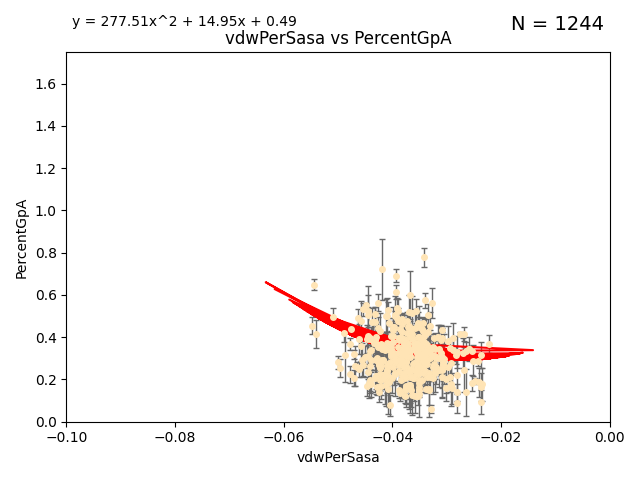 y = 277.51x^2 + 14.95x + 0.49
N = 1244
vdwPerSasa vs PercentGpA
1.6
1.4
1.2
1.0
0.8
0.6
0.4
0.2
0.0
PercentGpA
−0.10 −0.08 −0.06 −0.04 −0.02 0.00
vdwPerSasa